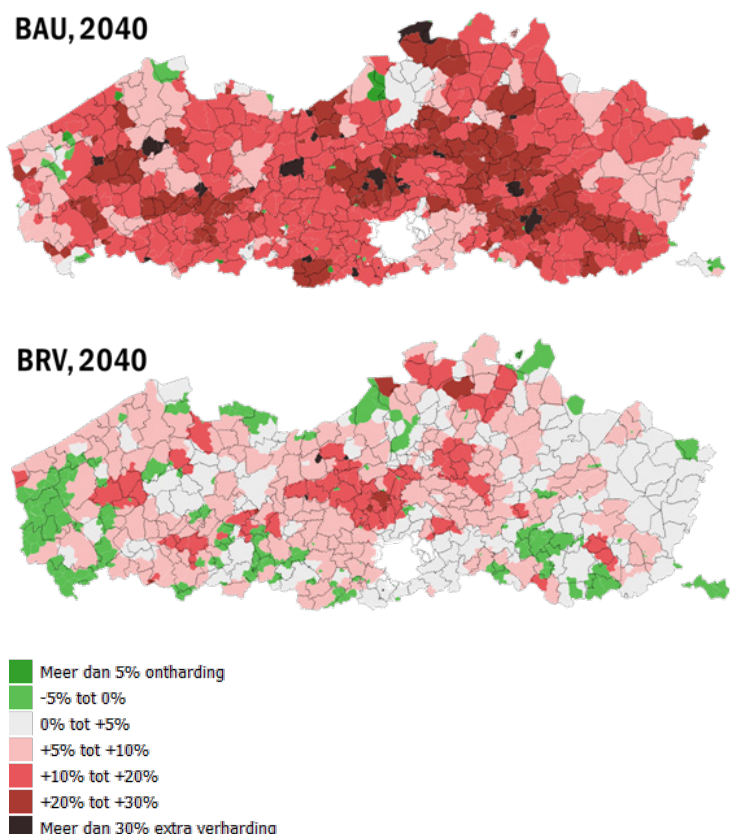 BAU, 2040
BRV, 2040
Meer dan 5% ontharding
-5% tot 0%
0% tot +5%
+5% tot +10%
+10% tot +20%
+20% tot +30%
Meer dan 30% extra verharding